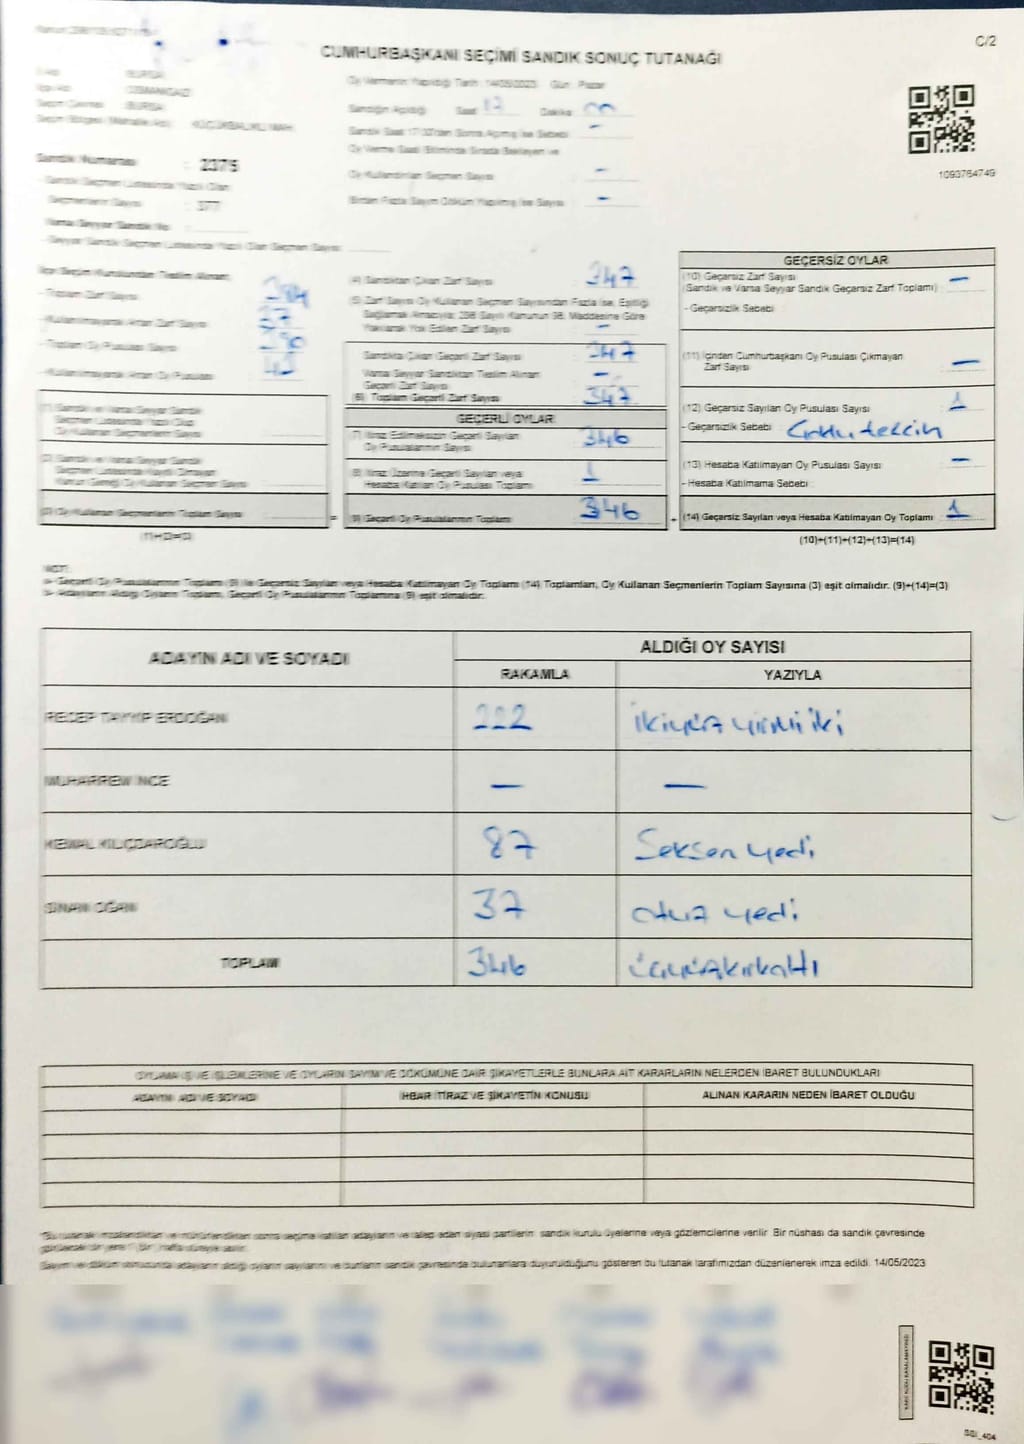 C/2
CUMHURBAŞKANI SEÇİMİ SANDIK SONUÇ TUTANAĞI
İli Adı : BURSA
İlçe Adı : OSMANGAZİ
Seçim Çevresi : BURSA
Seçim Bölgesi (Mahalle Adı) : KÜÇÜKBALIKLI MAH.
Oy Vermenin Yapıldığı Tarih : 14/05/2023 Gün : Pazar
Sandığın Açıldığı Saat 17 Dakika
Sandık Saat 17:00'den Sonra Açılmış İse Sebebi : -
Oy Verme Saati Bitiminde Sırada Bekleyen ve
Oy Kullandırılan Seçmen Sayısı : -
Birden Fazla Sayım Döküm Yapılmış İse Sayısı : -
1093764749
Sandık Numarası : 2375
- Sandık Seçmen Listesinde Yazılı Olan
Seçmenlerin Sayısı : 377
Varsa Seyyar Sandık No :
- Seyyar Sandık Seçmen Listesinde Yazılı Olan Seçmen Sayısı :
İlçe Seçim Kurulundan Teslim Alınan;
- Toplam Zarf Sayısı
- Kullanılmayarak Artan Zarf Sayısı : 37
- Toplam Oy Pusulası Sayısı
- Kullanılmayarak Artan Oy Pusulası
(1) Sandık ve Varsa Seyyar Sandık
Seçmen Listesinde Yazılı Olup
Oy Kullanan Seçmenlerin Sayısı
(2) Sandık ve Varsa Seyyar Sandık
Seçmen Listesinde Kaydı Olmayan
Kanun Gereği Oy Kullanan Seçmen Sayısı
(3) Oy Kullanan Seçmenlerin Toplam Sayısı
(1)+(2)=(3)
(4) Sandıktan Çıkan Zarf Sayısı : 347
(5) Zarf Sayısı Oy Kullanan Seçmen Sayısından Fazla İse, Eşitliği
Sağlamak Amacıyla; 298 Sayılı Kanunun 98. Maddesine Göre
Yakılarak Yok Edilen Zarf Sayısı : -
Sandıkta Çıkan Geçerli Zarf Sayısı : 347
Varsa Seyyar Sandıktan Teslim Alınan
Geçerli Zarf Sayısı : -
(6) Toplam Geçerli Zarf Sayısı : 347
GEÇERLİ OYLAR
(7) İtiraz Edilmeksizin Geçerli Sayılan
Oy Pusulalarının Sayısı : 346
(8) İtiraz Üzerine Geçerli Sayılan veya
Hesaba Katılan Oy Pusulası Toplamı : 1
(9) Geçerli Oy Pusulalarının Toplamı : 346
GEÇERSİZ OYLAR
(10) Geçersiz Zarf Sayısı
(Sandık ve Varsa Seyyar Sandık Geçersiz Zarf Toplamı) : -
- Geçersizlik Sebebi :
(11) İçinden Cumhurbaşkanı Oy Pusulası Çıkmayan
Zarf Sayısı : -
(12) Geçersiz Sayılan Oy Pusulası Sayısı : 1
- Geçersizlik Sebebi :
(13) Hesaba Katılmayan Oy Pusulası Sayısı : -
- Hesaba Katılmama Sebebi :
(14) Geçersiz Sayılan veya Hesaba Katılmayan Oy Toplamı : 1
(10)+(11)+(12)+(13)=(14)
NOT:
a- Geçerli Oy Pusulalarının Toplamı (9) ile Geçersiz Sayılan veya Hesaba Katılmayan Oy Toplamı (14) Toplamları, Oy Kullanan Seçmenlerin Toplam Sayısına (3) eşit olmalıdır. (9)+(14)=(3)
b- Adayların Aldığı Oyların Toplamı, Geçerli Oy Pusulalarının Toplamına (9) eşit olmalıdır.
ADAYIN ADI VE SOYADI
ALDIĞI OY SAYISI
RAKAMLA YAZIYLA
RECEP TAYYİP ERDOĞAN 222 ikiyüz yirmi iki
MUHARREM İNCE - -
KEMAL KILIÇDAROĞLU 87 Seksen yedi
SİNAN OĞAN 37 otuz yedi
TOPLAM 346 üçyüzkırkaltı
OYLAMA İŞ VE İŞLEMLERİNE VE OYLARIN SAYIM VE DÖKÜMÜNE DAİR ŞİKAYETLERLE BUNLARA AİT KARARLARIN NELERDEN İBARET BULUNDUKLARI
ADAYIN ADI VE SOYADI İHBAR İTİRAZ VE ŞİKAYETİN KONUSU ALINAN KARARIN NEDEN İBARET OLDUĞU
*Bu tutanak imzalandıktan ve mühürlendikten sonra seçime katılan adayların ve talep eden siyasi partilerin sandık kurulu üyelerine veya gözlemcilerine verilir. Bir nüshası da sandık çevresinde
görülecek bir yere 1 (Bir) hafta süreyle asılır.
Sayım ve döküm sonucunda adayların aldığı oyların sayılarını ve bunların sandık çevresinde bulunanlara duyurulduğunu gösteren bu tutanak tarafımızdan düzenlenerek imza edildi. 14/05/2023